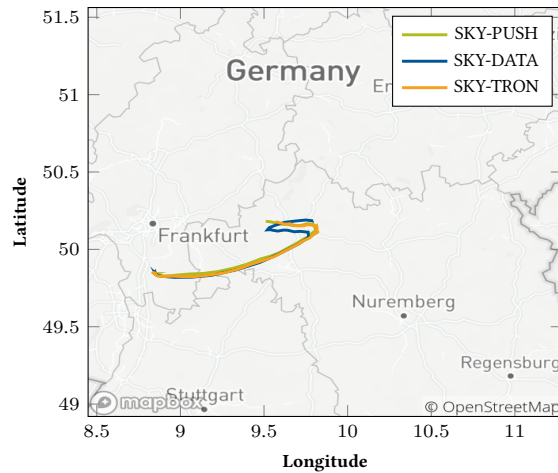 SKY-PUSH
SKY-DATA
SKY-TRON
Germany
Frankfurt
Nuremberg
Regensburg
Stuttgart
mapbox
© OpenStreetMap
51.5
51
50.5
50
49.5
49
Latitude
8.5 9 9.5 10 10.5 11
Longitude